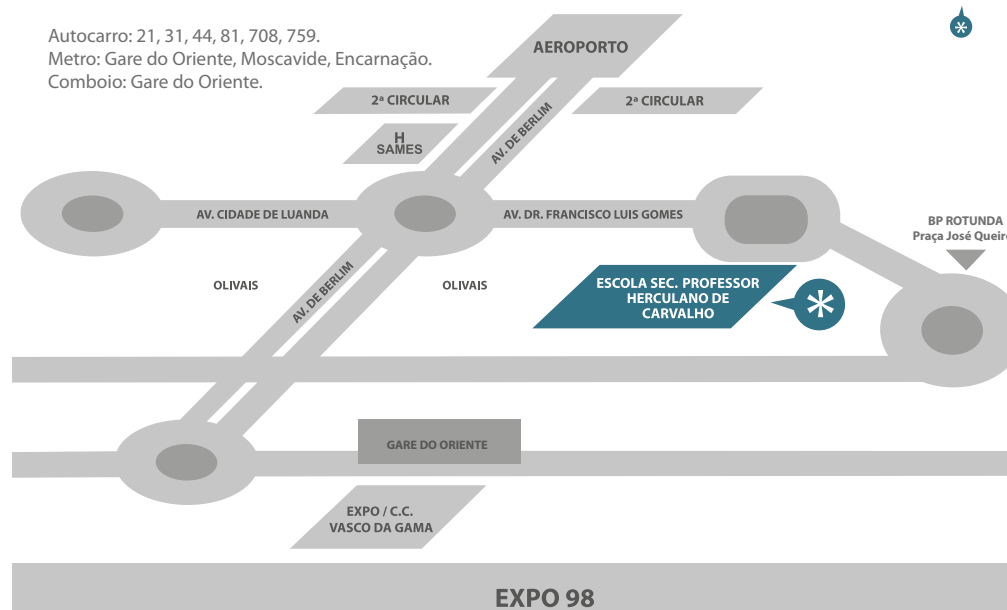 Autocarro: 21, 31, 44, 81, 708, 759.
Metro: Gare do Oriente, Moscavide, Encarnação.
Comboio: Gare do Oriente.
AEROPORTO
2ª CIRCULAR
2ª CIRCULAR
H
SAMES
AV. DE BERLIM
AV. CIDADE DE LUANDA
AV. DR. FRANCISCO LUIS GOMES
BP ROTUNDA
Praça José Queiro
OLIVAIS
AV. DE BERLIM
OLIVAIS
ESCOLA SEC. PROFESSOR
HERCULANO DE
CARVALHO
GARE DO ORIENTE
EXPO / C.C.
VASCO DA GAMA
EXPO 98